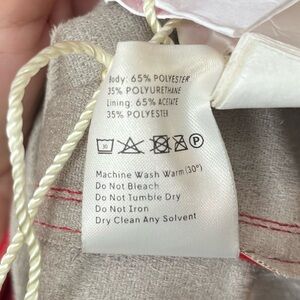 Body: 65% POLYESTER
35% POLYURETHANE
Lining: 65% ACETATE
35% POLYESTER
30
P
Machine Wash Warm (30°)
Do Not Bleach
Do Not Tumble Dry
Do Not Iron
Dry Clean Any Solvent